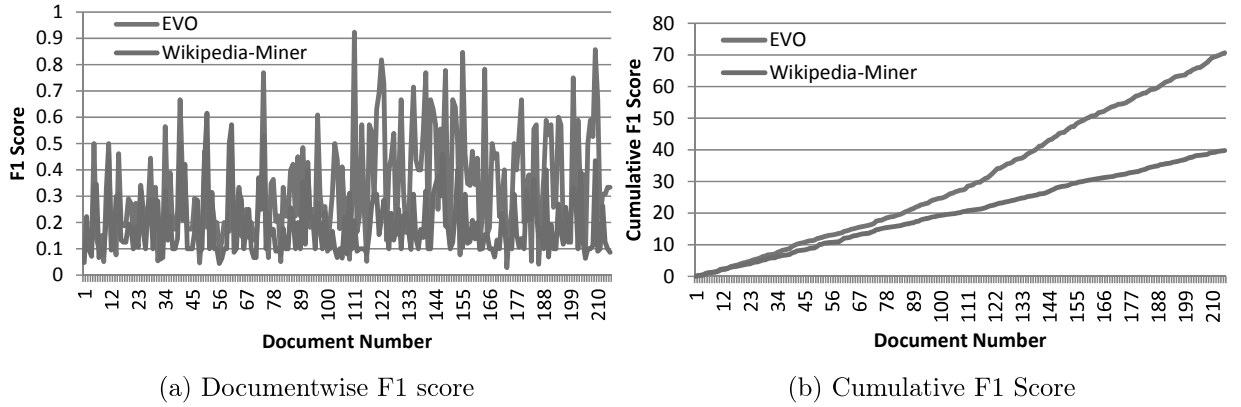 1
0.9
0.8
0.7
0.6
0.5
0.4
0.3
0.2
0.1
0
F1 Score
EVO
Wikipedia-Miner
1 12 23 34 45 56 67 78 89 100 111 122 133 144 155 166 177 188 199 210
Document Number
(a) Documentwise F1 score
80
70
60
50
40
30
20
10
0
Cumulative F1 Score
EVO
Wikipedia-Miner
1 12 23 34 45 56 67 78 89 100 111 122 133 144 155 166 177 188 199 210
Document Number
(b) Cumulative F1 Score